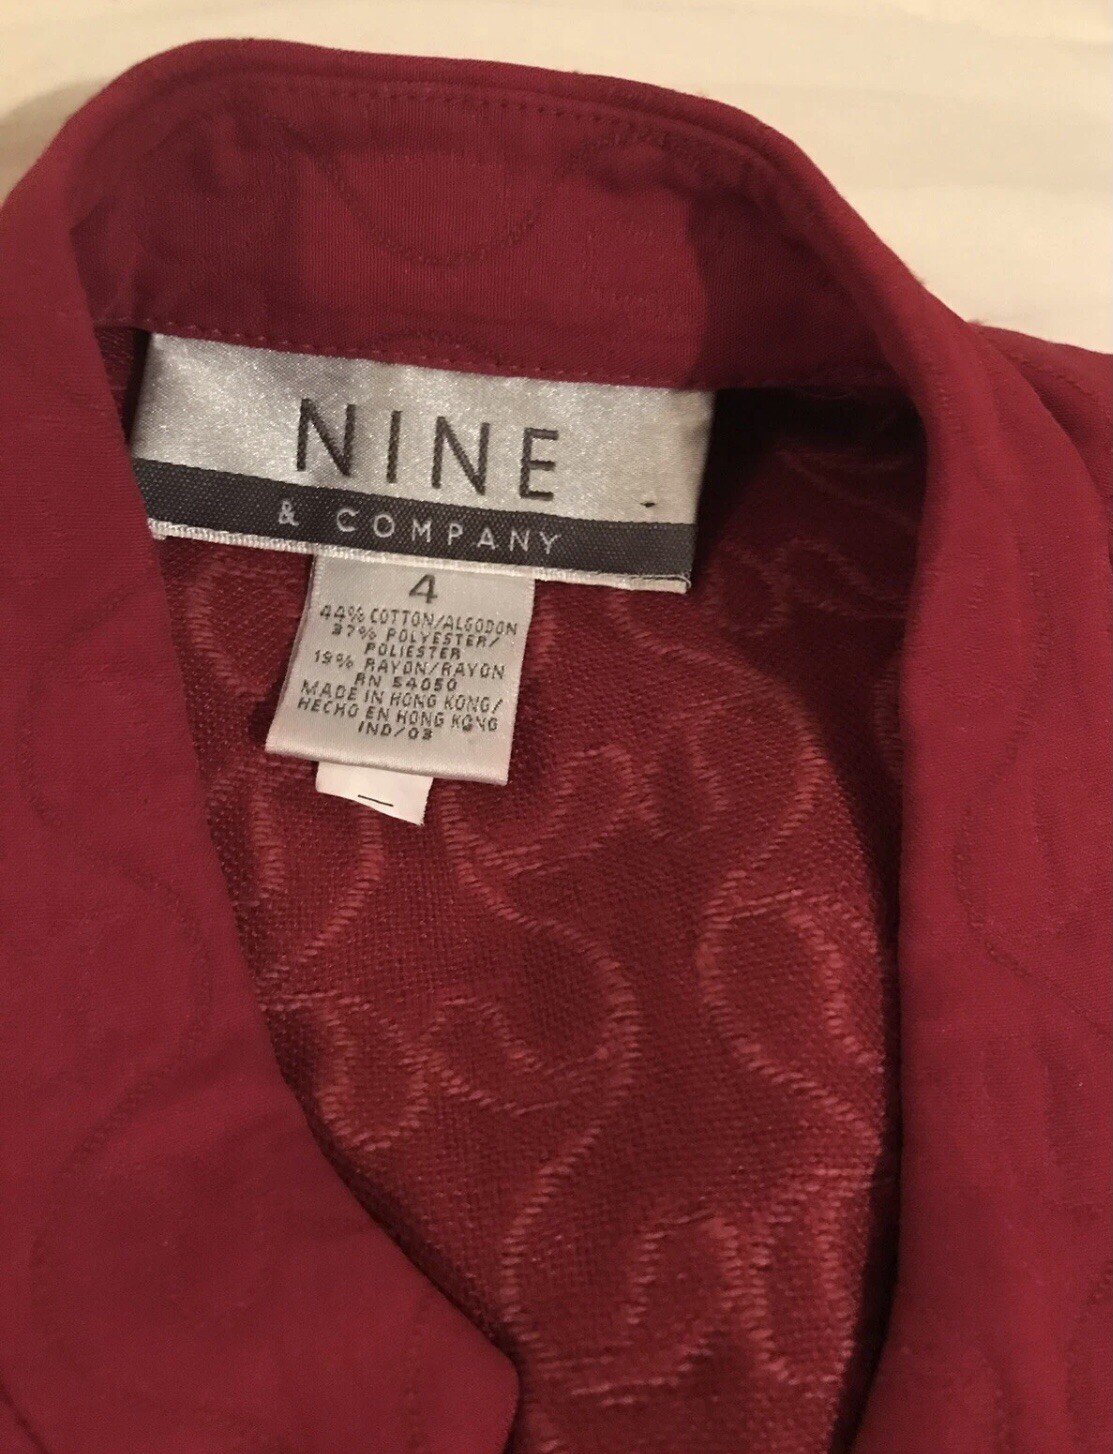 NINE
& COMPANY
4
44% COTTON/ALGODON
37% POLYESTER/
POLIESTER
19% RAYON/RAYON
RN 54050
MADE IN HONG KONG/
HECHO EN HONG KONG
IND/03